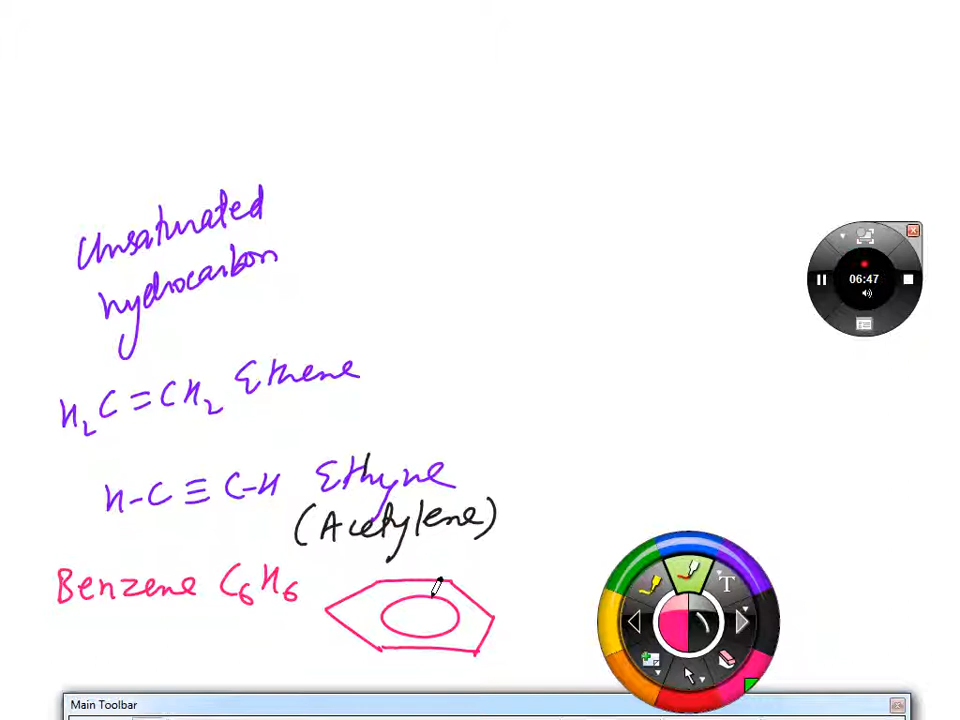 Unsaturated
hydrocarbon
H2C=CH2 Ethene
H-C≡C-H Ethyne
(Acetylene)
Benzene C6H6
06:47
T
Main Toolbar